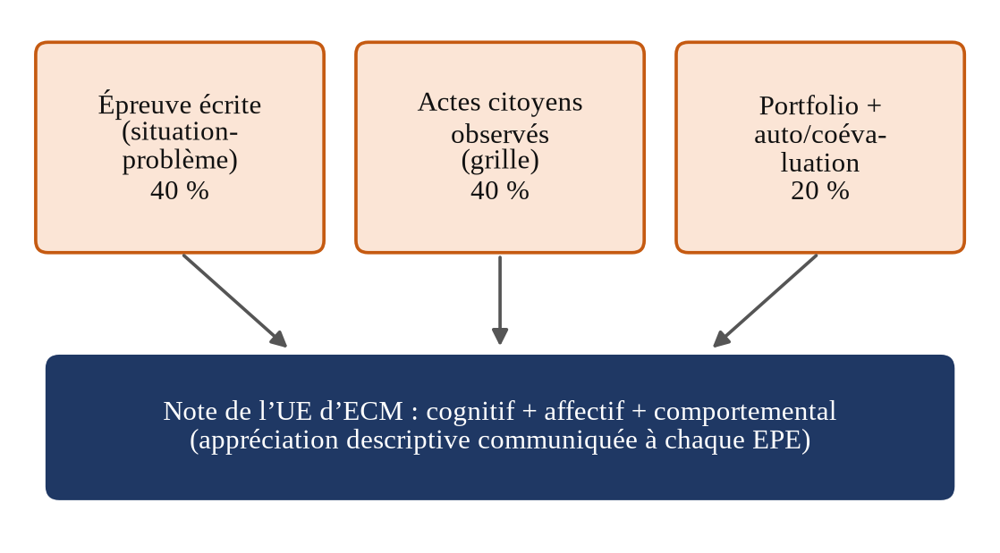 Épreuve écrite
(situation-
problème)
40 %
Actes citoyens
observés
(grille)
40 %
Portfolio +
auto/coéva-
luation
20 %
Note de l’UE d’ECM : cognitif + affectif + comportemental
(appréciation descriptive communiquée à chaque EPE)